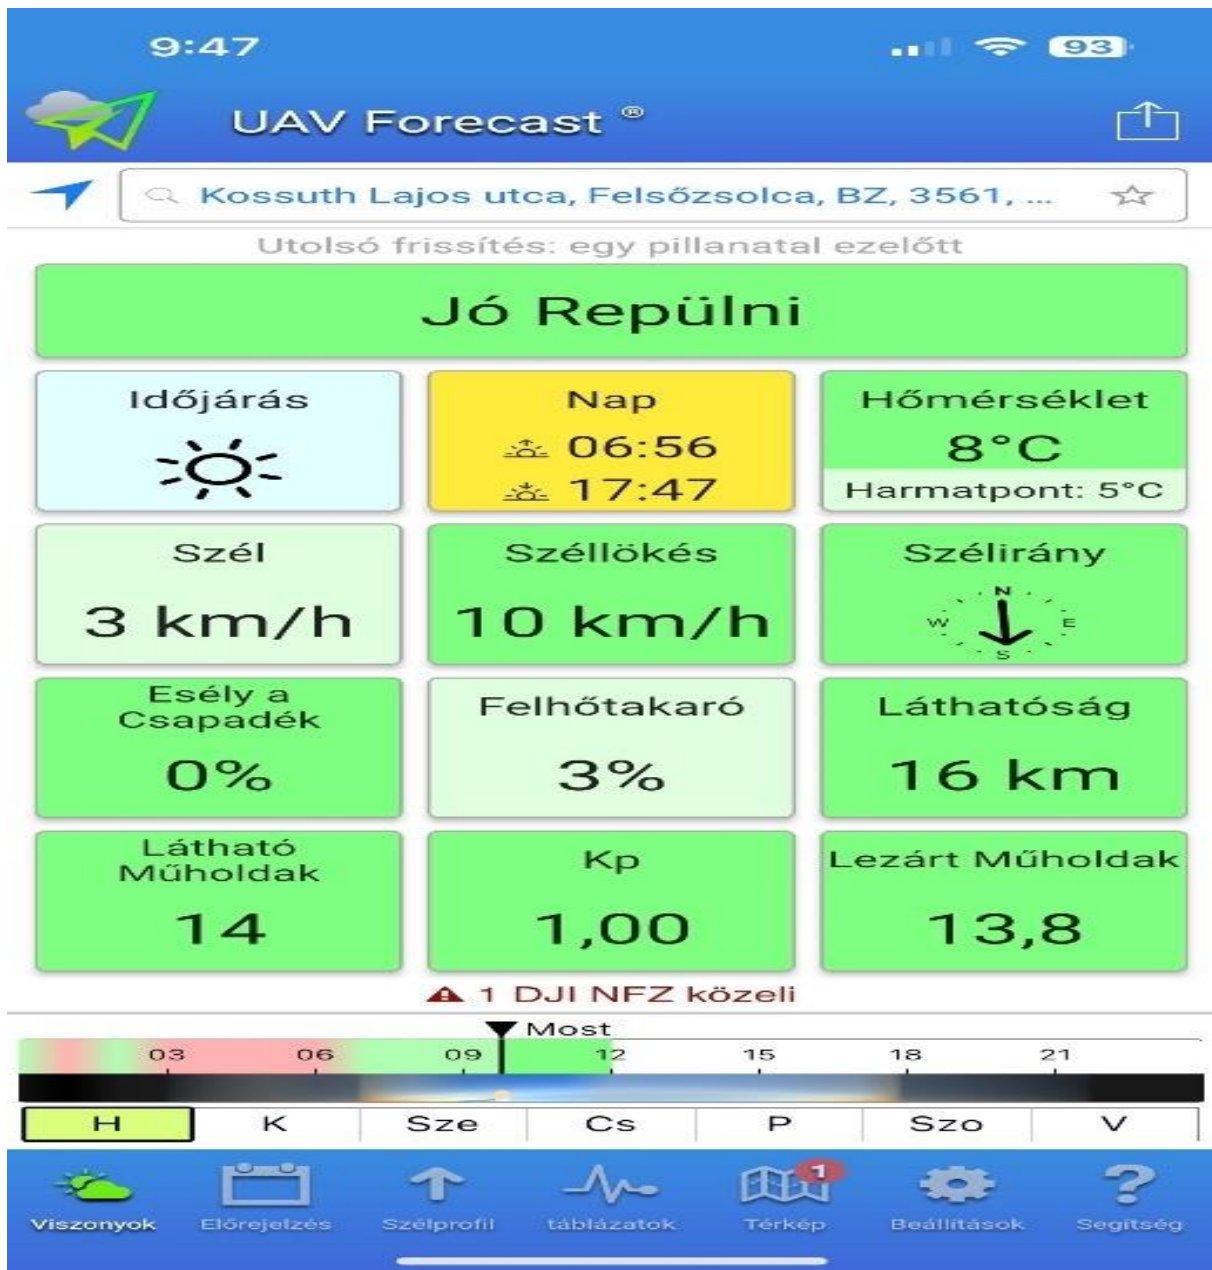 9:47
93
UAV Forecast ®
Kossuth Lajos utca, Felsőzsolca, BZ, 3561, ...
Utolsó frissítés: egy pillanatal ezelőtt
Jó Repülni
Időjárás
Nap
06:56
17:47
Hőmérséklet
8°C
Harmatpont: 5°C
Szél
3 km/h
Széllökés
10 km/h
Szélirány
N
W E
S
Esély a
Csapadék
0%
Felhőtakaró
3%
Láthatóság
16 km
Látható
Műholdak
14
Kp
1,00
Lezárt Műholdak
13,8
1 DJI NFZ közeli
Most
03 06 09 12 15 18 21
H K Sze Cs P Szo V
1
Viszonyok Előrejelzés Szélprofil táblázatok Térkép Beállítások Segítség